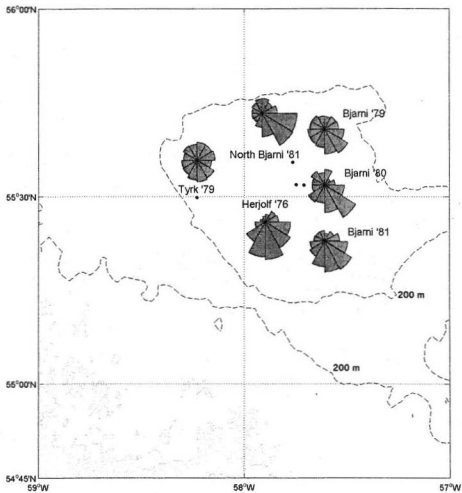 56°00'N
Bjarni '79
North Bjarni '81
Bjarni '80
Tyrk '79
55°30'N
Herjolf '76
Bjarni '81
200 m
200 m
55°00'N
54°45'N
59°W
58°W
57°W